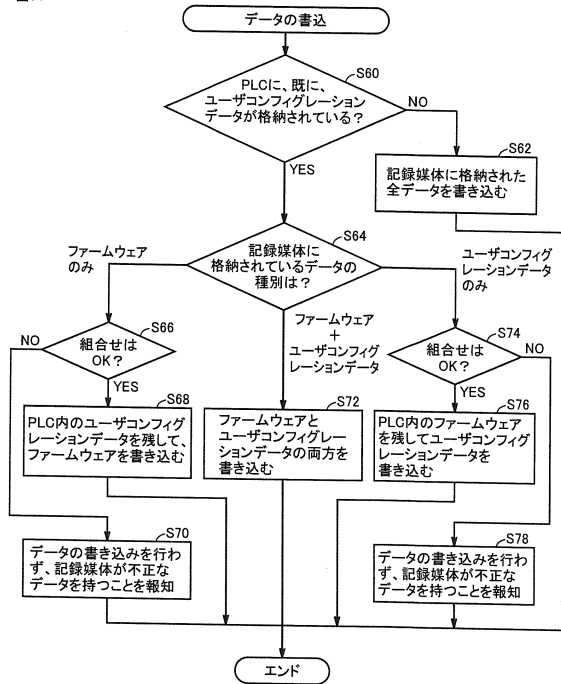 データの書込
S60
PLCに、既に、
ユーザコンフィグレーション
データが格納されている？
NO
YES
S62
記録媒体に格納された
全データを書き込む
S64
記録媒体に
格納されているデータの
種別は？
ファームウェア
のみ
ファームウェア
＋
ユーザコンフィグ
レーションデータ
ユーザコンフィグ
レーションデータ
のみ
S66
組合せは
OK？
NO
YES
S68
PLC内のユーザコンフィグ
レーションデータを残して、
ファームウェアを書き込む
S70
データの書き込みを行わ
ず、記録媒体が不正な
データを持つことを報知
S72
ファームウェアと
ユーザコンフィグレー
ションデータの両方を
書き込む
S74
組合せは
OK？
NO
YES
S76
PLC内のファームウェア
を残してユーザコンフィグ
レーションデータを
書き込む
S78
データの書き込みを行わ
ず、記録媒体が不正な
データを持つことを報知
エンド